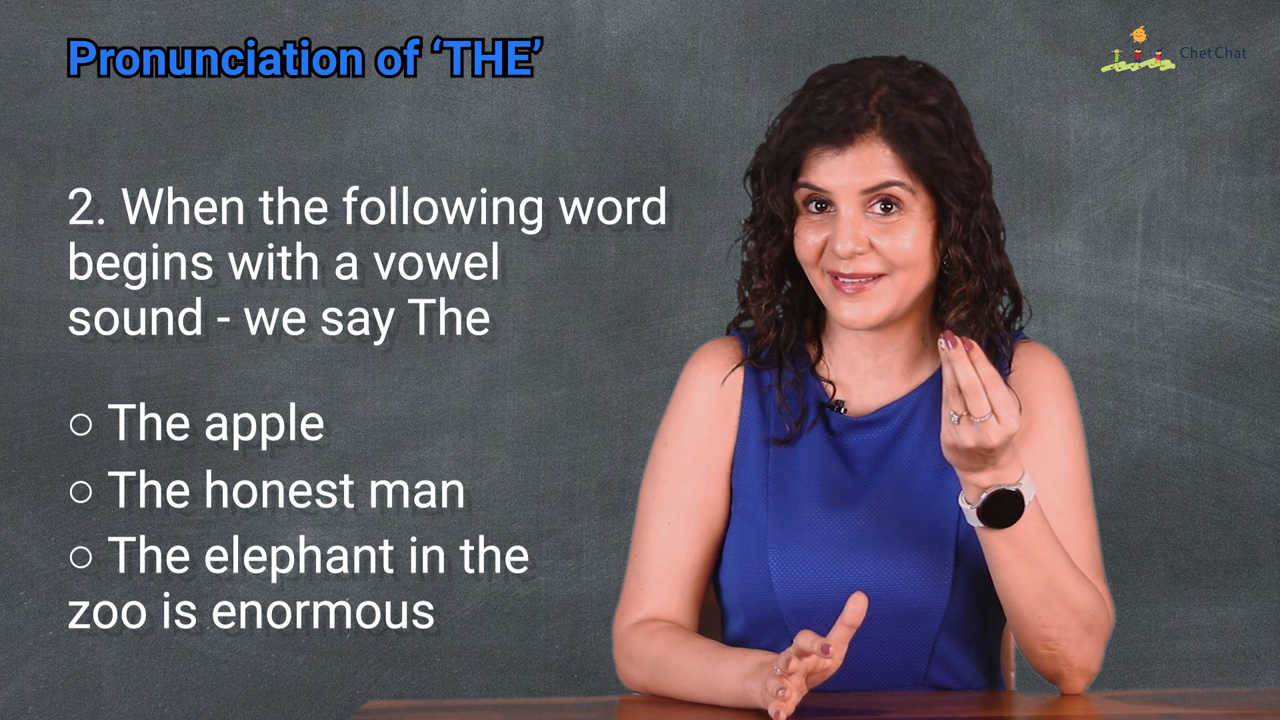 Pronunciation of ‘THE’
ChetChat
2. When the following word
begins with a vowel
sound - we say The
○ The apple
○ The honest man
○ The elephant in the
zoo is enormous